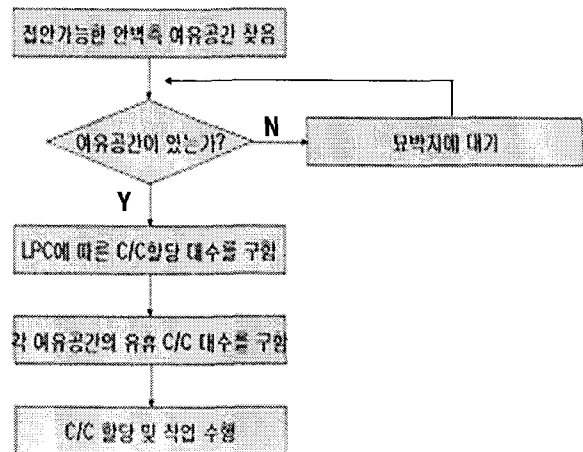 접안가능한 안벽측 여유공간 찾음
여유공간이 있는가?
N
묘박지에 대기
Y
LPC에 따른 C/C할당 대수를 구함
각 여유공간의 유휴 C/C 대수를 구함
C/C 할당 및 작업 수행